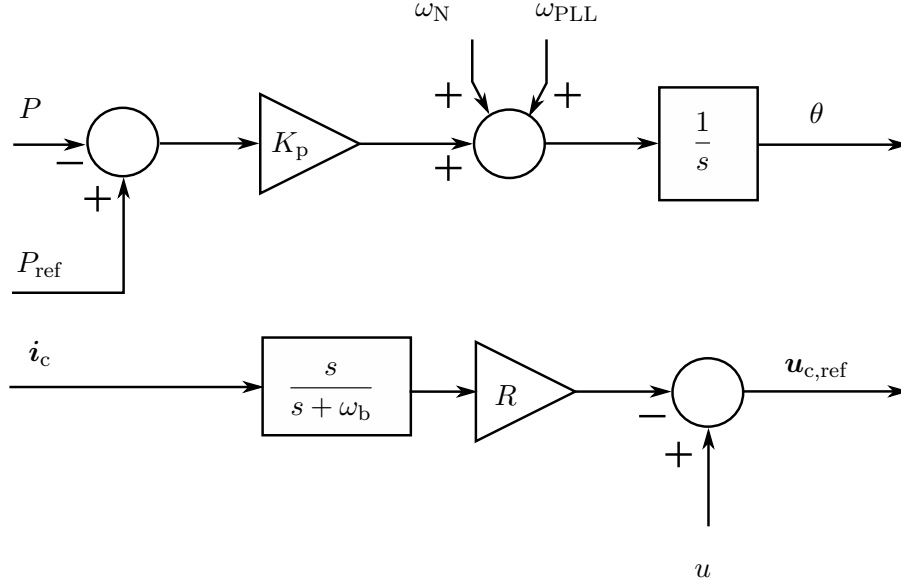 ω_N ω_PLL
P + +
K_p 1/s θ
− + +
P_ref
i_c s/(s + ω_b) R u_c,ref
−
+
u